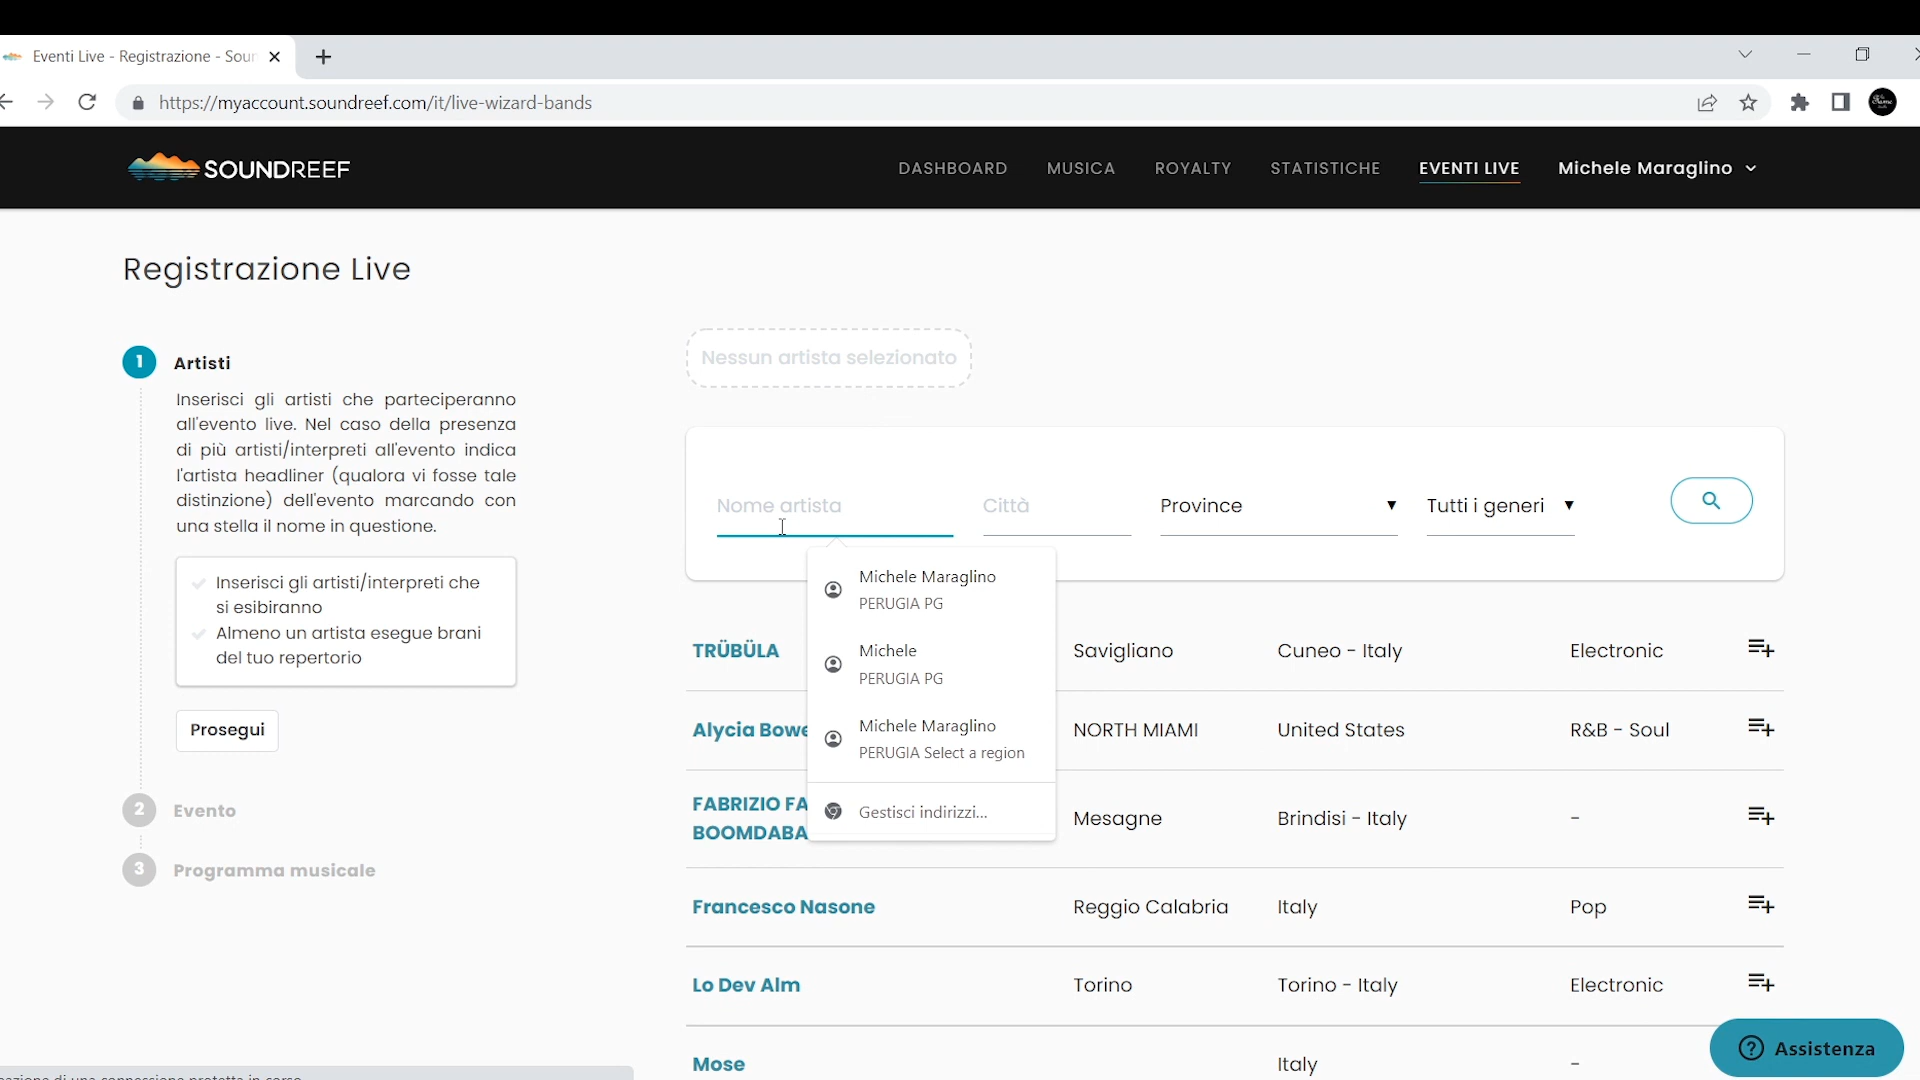 Eventi Live - Registrazione - Soun
https://myaccount.soundreef.com/it/live-wizard-bands
SOUNDREEF
DASHBOARD MUSICA ROYALTY STATISTICHE EVENTI LIVE Michele Maraglino
Registrazione Live
1 Artisti
Inserisci gli artisti che parteciperanno
all'evento live. Nel caso della presenza
di più artisti/interpreti all'evento indica
l'artista headliner (qualora vi fosse tale
distinzione) dell'evento marcando con
una stella il nome in questione.
Inserisci gli artisti/interpreti che
si esibiranno
Almeno un artista esegue brani
del tuo repertorio
Prosegui
2 Evento
3 Programma musicale
Nessun artista selezionato
Nome artista Città Province Tutti i generi
Michele Maraglino
PERUGIA PG
Michele
PERUGIA PG
Michele Maraglino
PERUGIA Select a region
Gestisci indirizzi...
TRÜBÜLA Savigliano Cuneo - Italy Electronic
Alycia Bowe NORTH MIAMI United States R&B - Soul
FABRIZIO FA
BOOMDABA Mesagne Brindisi - Italy -
Francesco Nasone Reggio Calabria Italy Pop
Lo Dev Alm Torino Torino - Italy Electronic
Mose Italy -
Assistenza